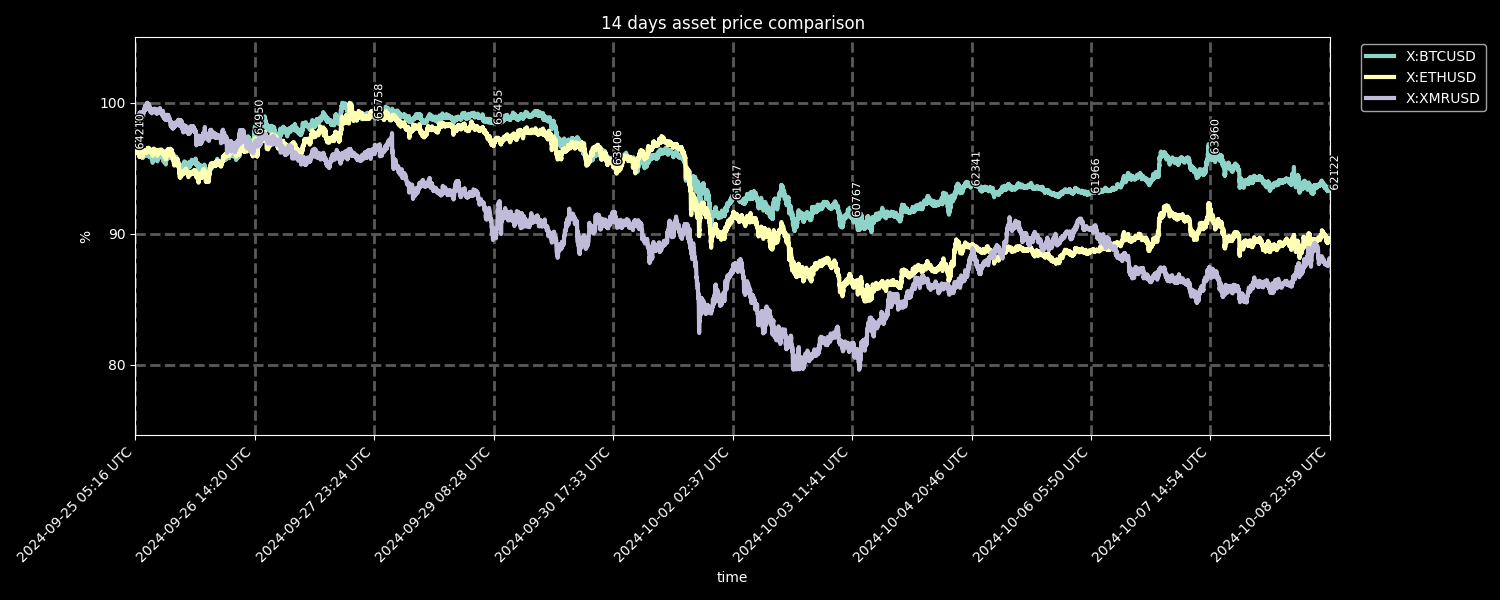 14 days asset price comparison
X:BTCUSD
X:ETHUSD
X:XMRUSD
100
90
80
%
64210
64950
65758
65455
63406
61647
60767
62341
61966
63960
62122
2024-09-25 05:16 UTC
2024-09-26 14:20 UTC
2024-09-27 23:24 UTC
2024-09-29 08:28 UTC
2024-09-30 17:33 UTC
2024-10-02 02:37 UTC
2024-10-03 11:41 UTC
2024-10-04 20:46 UTC
2024-10-06 05:50 UTC
2024-10-07 14:54 UTC
2024-10-08 23:59 UTC
time